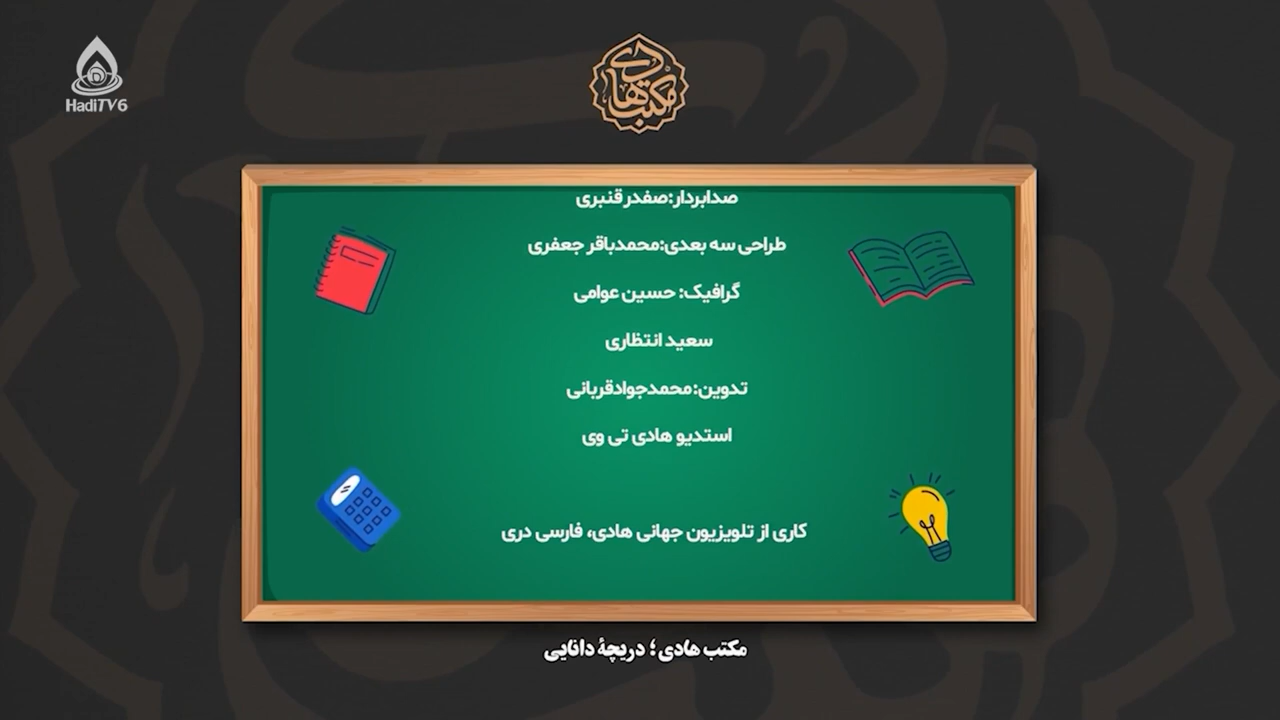 HadiTV6
مکتب هادی
صدابردار:صفدر قنبری
طراحی سه بعدی:محمدباقر جعفری
گرافیک: حسین عوامی
سعید انتظاری
تدوین:محمدجوادقربانی
استدیو هادی تی وی
کاری از تلویزیون جهانی هادی، فارسی دری
مکتب هادی؛ دریچهٔ دانایی